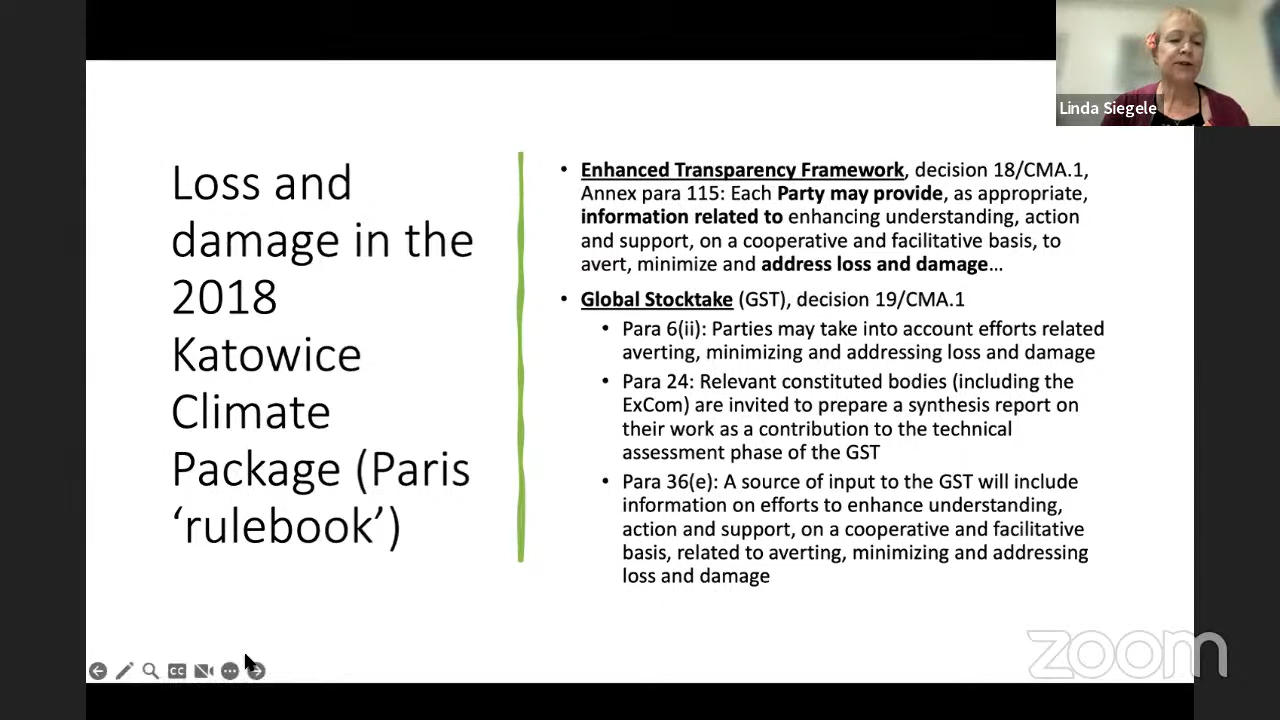 Linda Siegele
Loss and
damage in the
2018
Katowice
Climate
Package (Paris
‘rulebook’)
• Enhanced Transparency Framework, decision 18/CMA.1,
Annex para 115: Each Party may provide, as appropriate,
information related to enhancing understanding, action
and support, on a cooperative and facilitative basis, to
avert, minimize and address loss and damage…
• Global Stocktake (GST), decision 19/CMA.1
• Para 6(ii): Parties may take into account efforts related
averting, minimizing and addressing loss and damage
• Para 24: Relevant constituted bodies (including the
ExCom) are invited to prepare a synthesis report on
their work as a contribution to the technical
assessment phase of the GST
• Para 36(e): A source of input to the GST will include
information on efforts to enhance understanding,
action and support, on a cooperative and facilitative
basis, related to averting, minimizing and addressing
loss and damage
CC
zoom